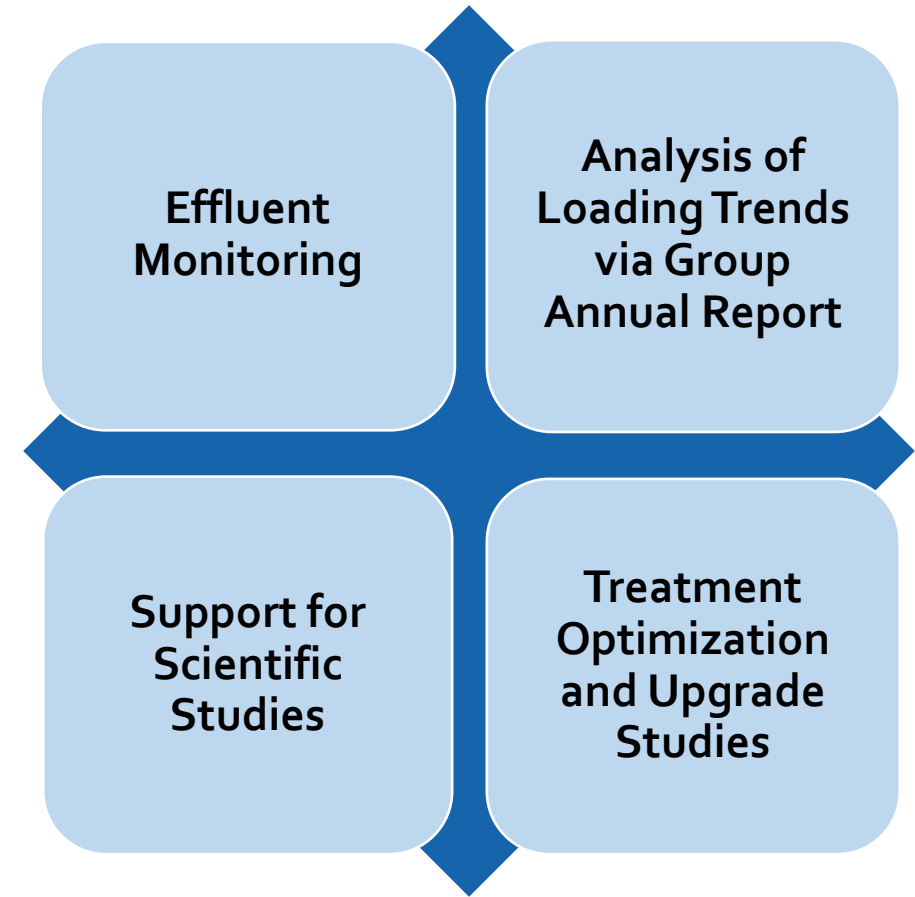 Effluent
Monitoring
Analysis of
Loading Trends
via Group
Annual Report
Support for
Scientific
Studies
Treatment
Optimization
and Upgrade
Studies